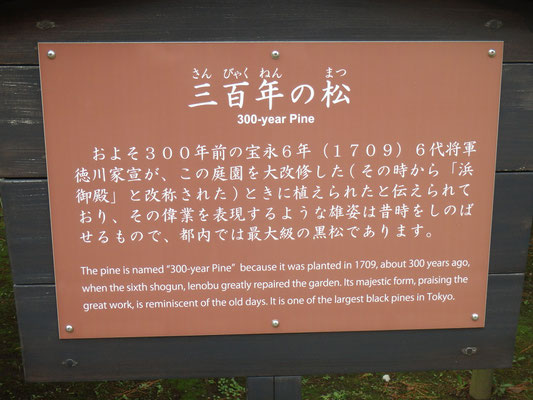 さん びゃく ねん まつ
三百年の松
300-year Pine
およそ３００年前の宝永６年（１７０９）６代将軍
徳川家宣が、この庭園を大改修した(その時から「浜
御殿」と改称された)ときに植えられたと伝えられて
おり、その偉業を表現するような雄姿は昔時をしのば
せるもので、都内では最大級の黒松であります。
The pine is named “300-year Pine” because it was planted in 1709, about 300 years ago,
when the sixth shogun, Ienobu greatly repaired the garden. Its majestic form, praising the
great work, is reminiscent of the old days. It is one of the largest black pines in Tokyo.